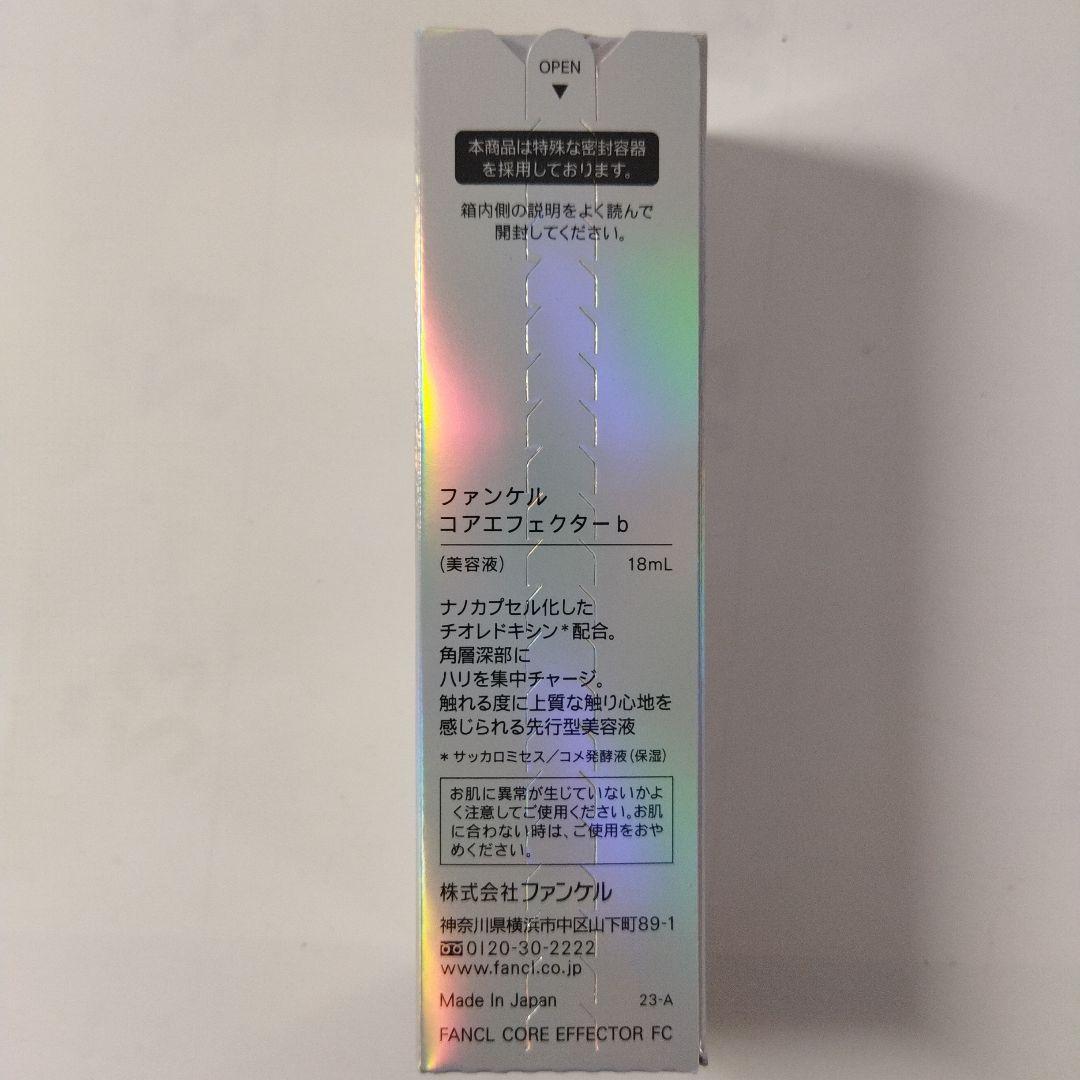 OPEN
▼
本商品は特殊な密封容器
を採用しております。
箱内側の説明をよく読んで
開封してください。
ファンケル
コアエフェクターb
(美容液) 18mL
ナノカプセル化した
チオレドキシン*配合。
角層深部に
ハリを集中チャージ。
触れる度に上質な触り心地を
感じられる先行型美容液
*サッカロミセス/コメ発酵液(保湿)
お肌に異常が生じていないかよ
く注意してご使用ください。お肌
に合わない時は、ご使用をおや
めください。
株式会社ファンケル
神奈川県横浜市中区山下町89-1
0120-30-2222
www.fancl.co.jp
Made In Japan 23-A
FANCL CORE EFFECTOR FC